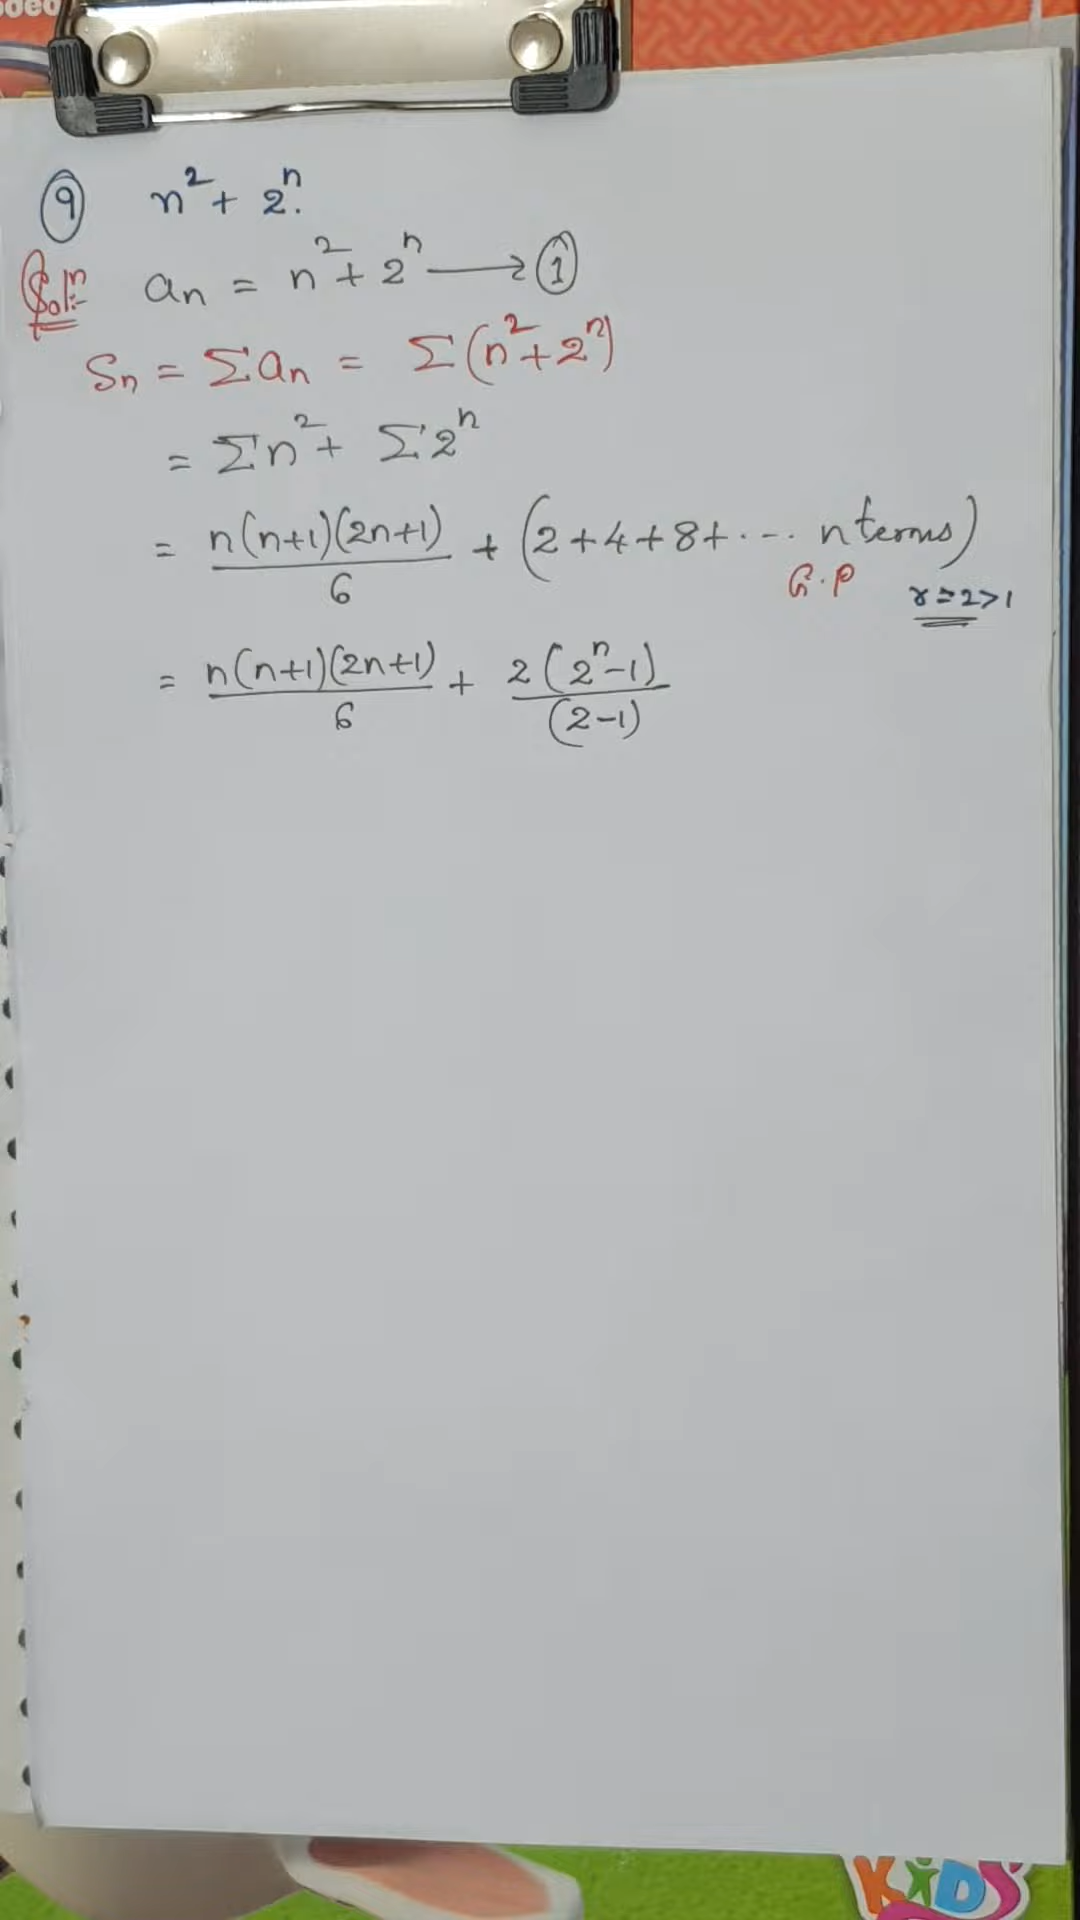 9 n² + 2ⁿ.
Solⁿ:- aₙ = n² + 2ⁿ → 1
Sₙ = Σaₙ = Σ(n² + 2ⁿ)
= Σn² + Σ2ⁿ
= n(n+1)(2n+1)/6 + (2+4+8+.... n terms)
G.P r=2>1
= n(n+1)(2n+1)/6 + 2(2ⁿ-1)/(2-1)
KiDS